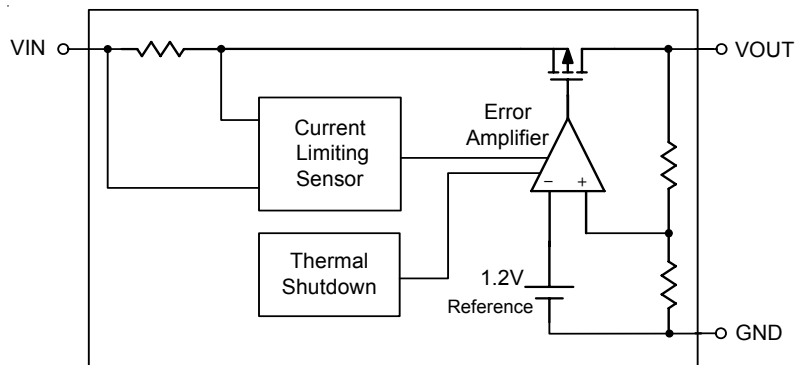 VIN
VOUT
Current
Limiting
Sensor
Error
Amplifier
− +
Thermal
Shutdown
1.2V
Reference
GND